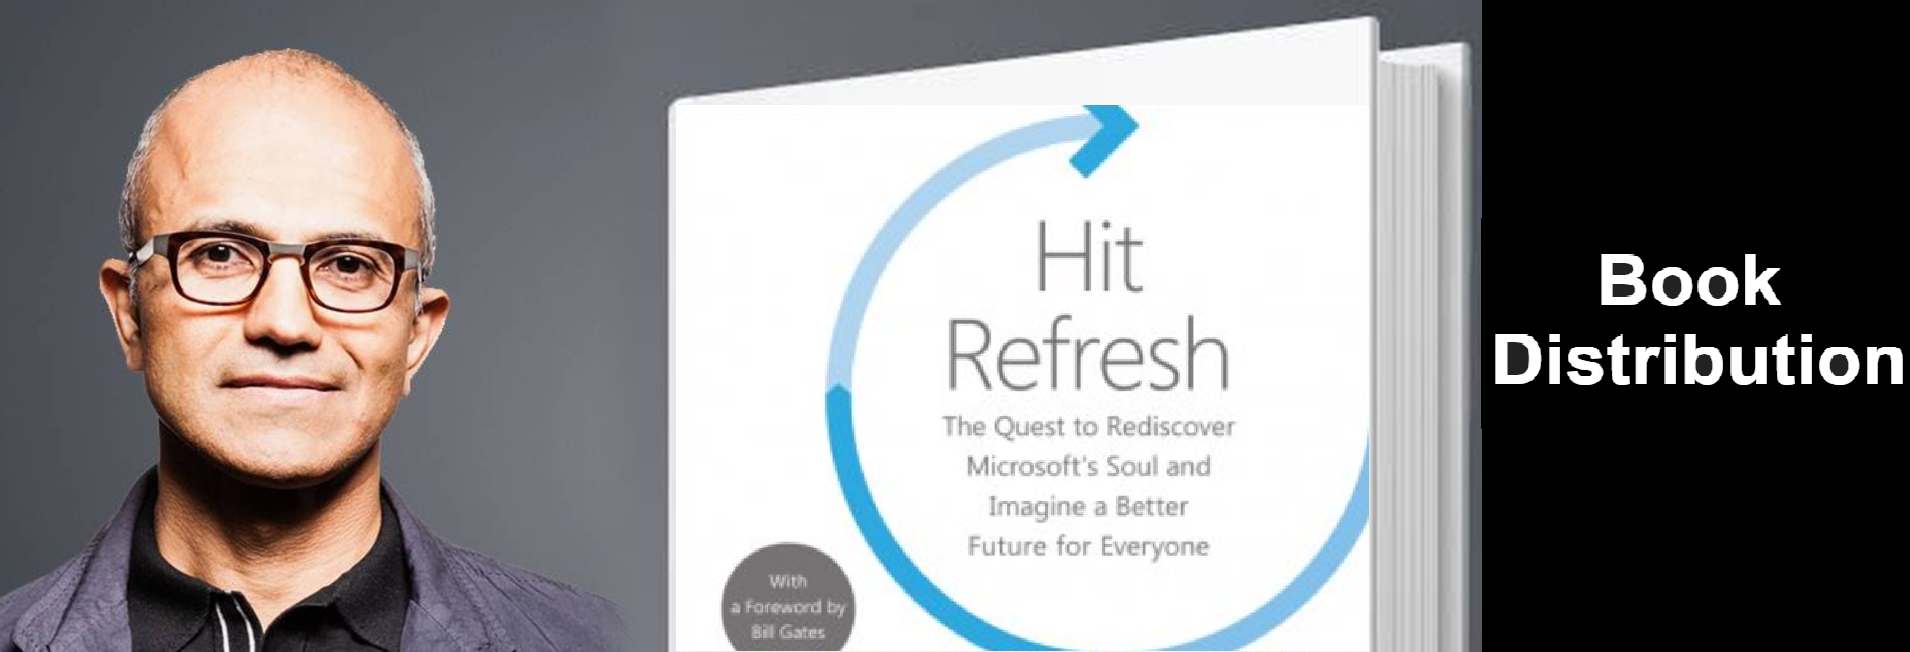 Hit
Refresh
The Quest to Rediscover
Microsoft's Soul and
Imagine a Better
Future for Everyone
With
a Foreword by
Bill Gates
Book
Distribution